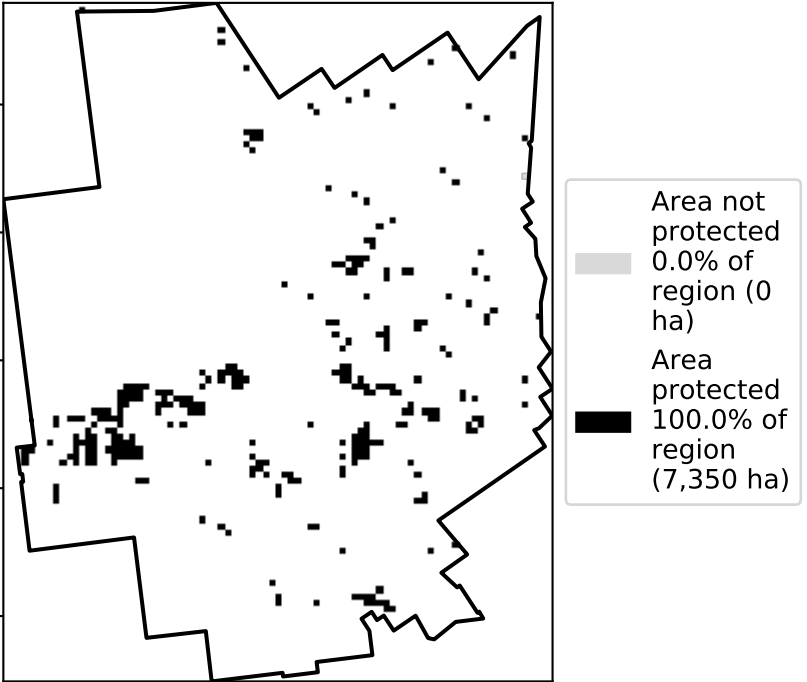 Area not
protected
0.0% of
region (0
ha)
Area
protected
100.0% of
region
(7,350 ha)